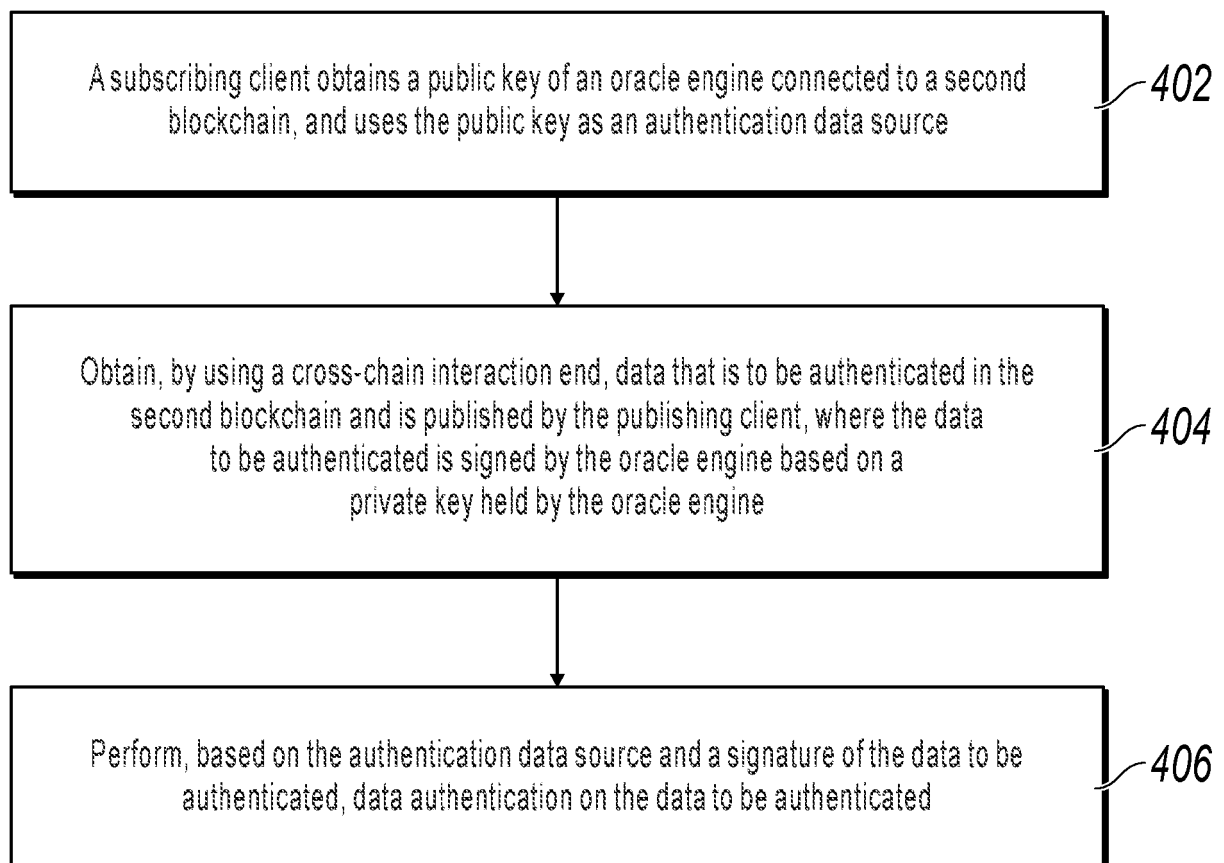 A subscribing client obtains a public key of an oracle engine connected to a second
blockchain, and uses the public key as an authentication data source
402
Obtain, by using a cross-chain interaction end, data that is to be authenticated in the
second blockchain and is published by the publishing client, where the data
to be authenticated is signed by the oracle engine based on a
private key held by the oracle engine
404
Perform, based on the authentication data source and a signature of the data to be
authenticated, data authentication on the data to be authenticated
406